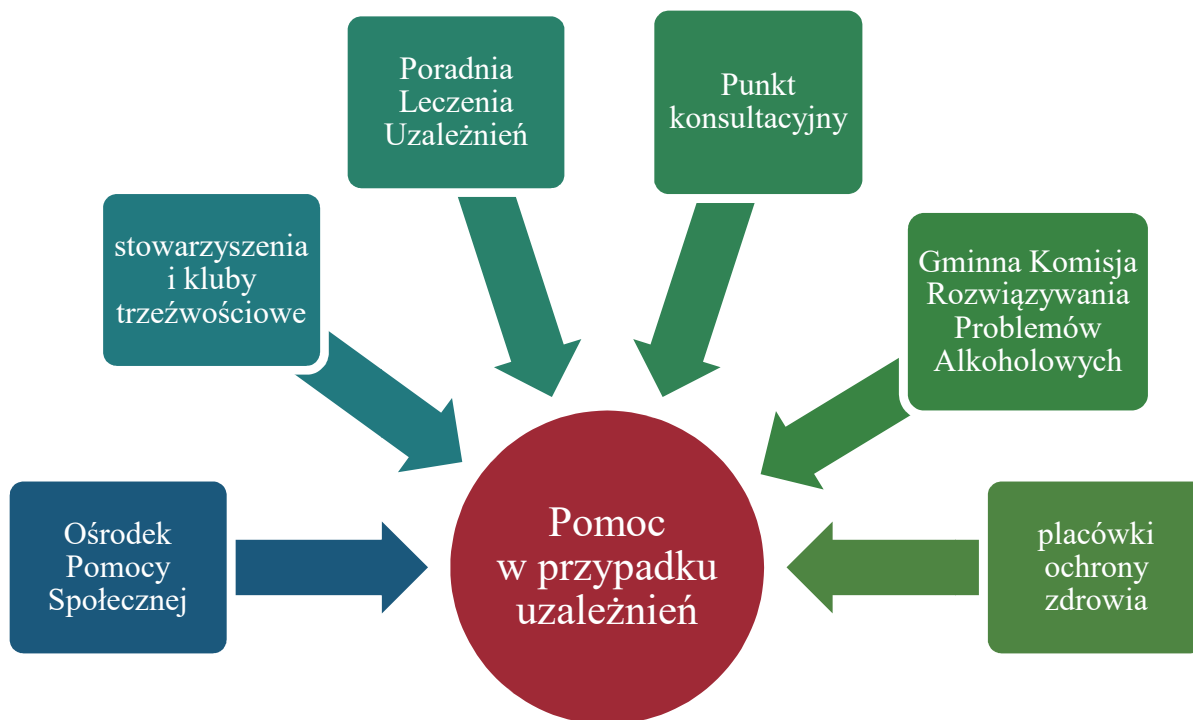 Poradnia
Leczenia
Uzależnień
Punkt
konsultacyjny
stowarzyszenia
i kluby
trzeźwościowe
Gminna Komisja
Rozwiązywania
Problemów
Alkoholowych
Ośrodek
Pomocy
Społecznej
Pomoc
w przypadku
uzależnień
placówki
ochrony
zdrowia